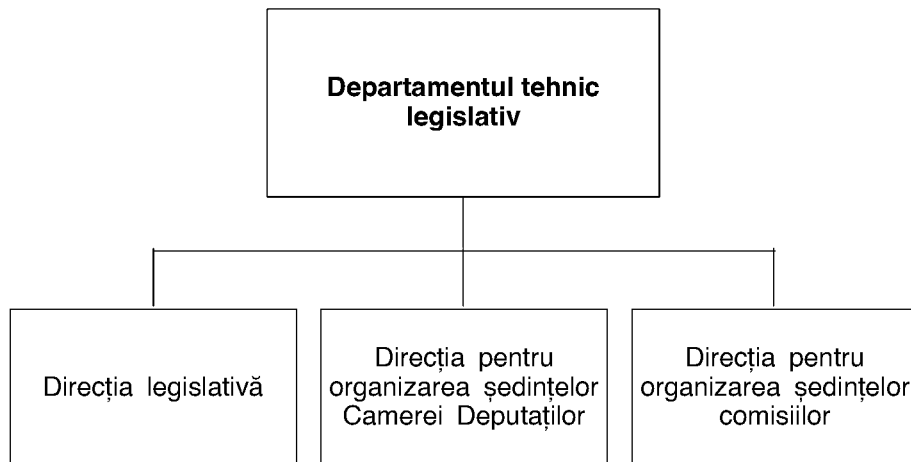 Departamentul tehnic
legislativ
Direcția legislativă
Direcția pentru
organizarea ședințelor
Camerei Deputaților
Direcția pentru
organizarea ședințelor
comisiilor